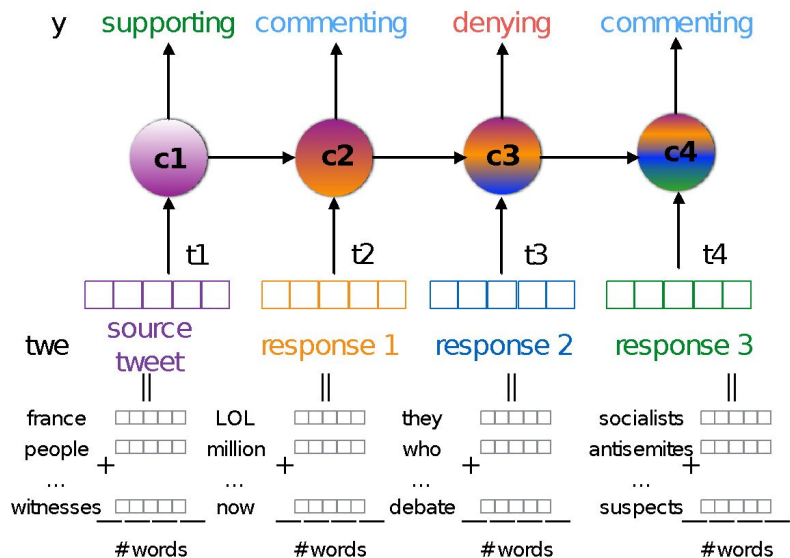 y supporting commenting denying commenting
c1 c2 c3 c4
t1 t2 t3 t4
source
tweet
twe response 1 response 2 response 3
|| || || ||
france LOL they socialists
people million who antisemites
+ + + +
... ... ... ...
witnesses now debate suspects
#words #words #words #words